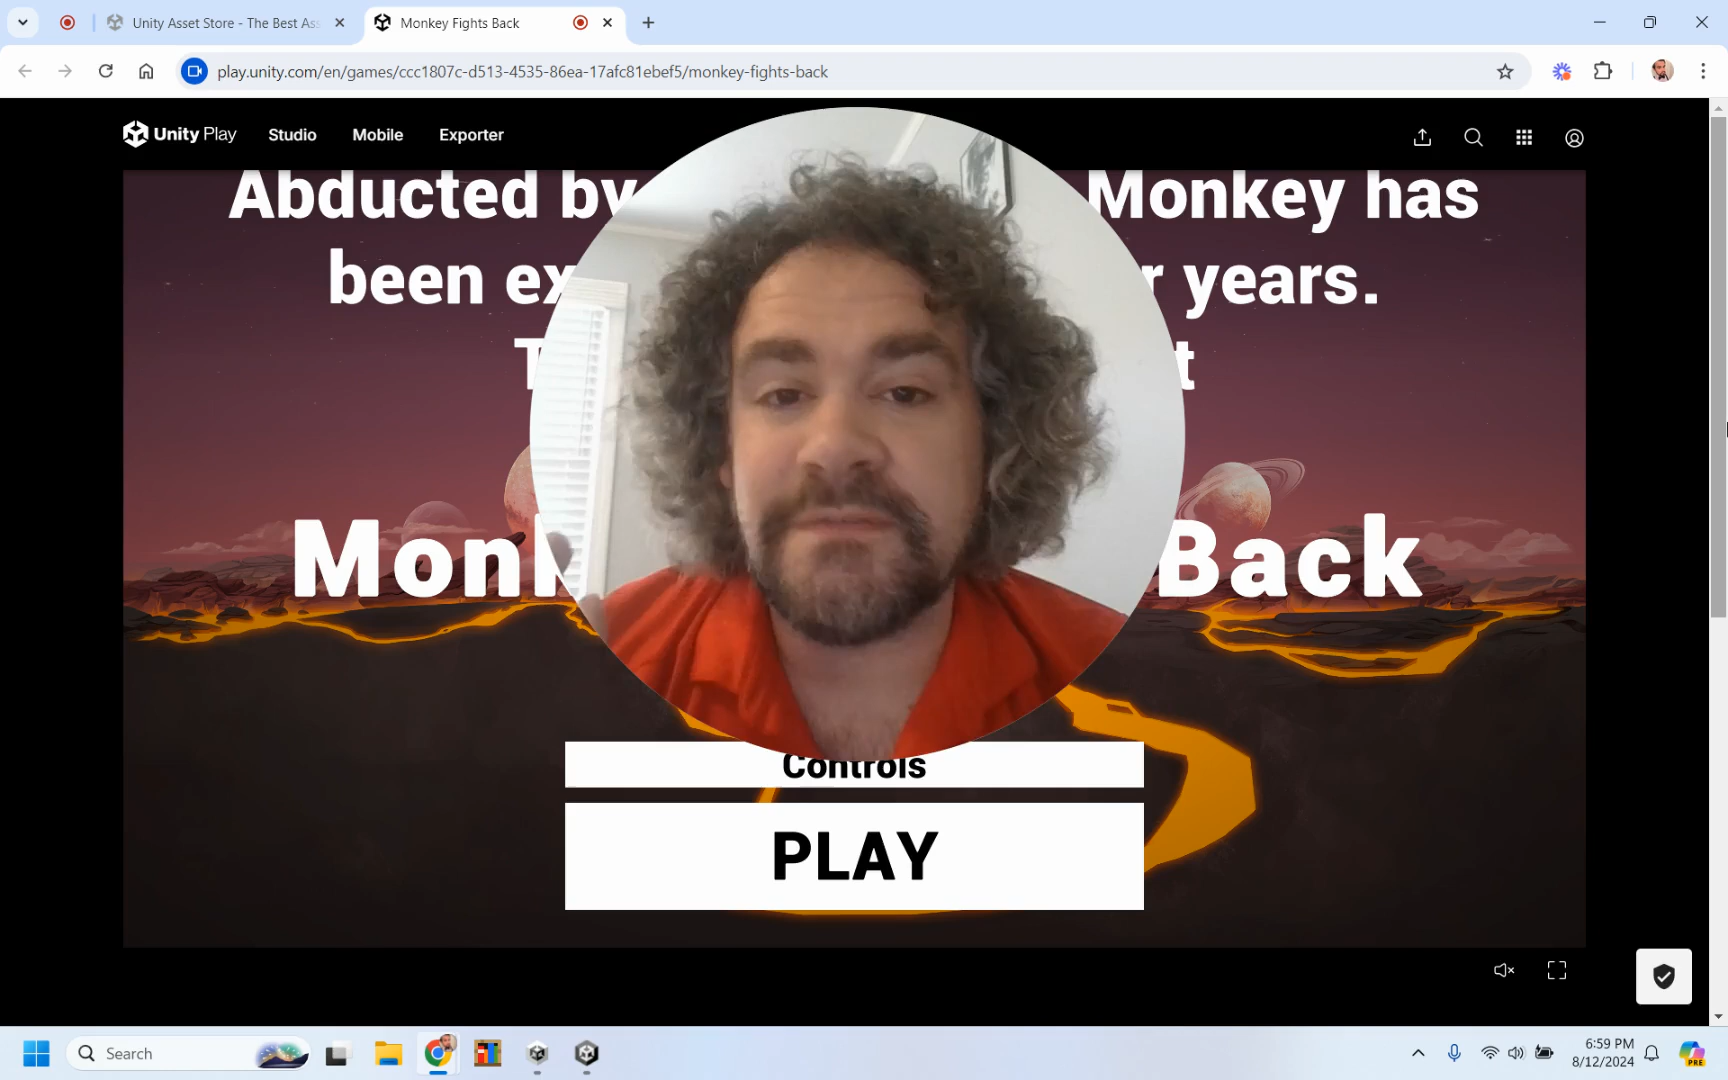 Unity Asset Store - The Best As
Monkey Fights Back
play.unity.com/en/games/ccc1807c-d513-4535-86ea-17afc81ebef5/monkey-fights-back
Unity Play Studio Mobile Exporter
Abducted by Monkey has
been ex years.
Back
Controls
PLAY
Search
6:59 PM
8/12/2024
PRE